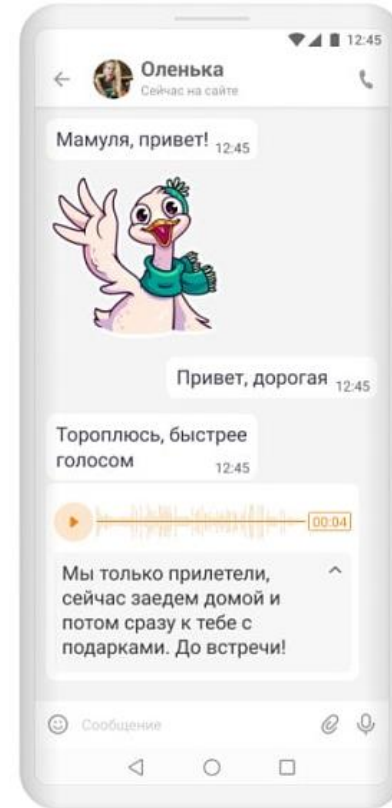 12:45
Оленька
Сейчас на сайте
Мамуля, привет! 12:45
Привет, дорогая 12:45
Тороплюсь, быстрее
голосом 12:45
00:04
Мы только прилетели,
сейчас заедем домой и
потом сразу к тебе с
подарками. До встречи!
Сообщение